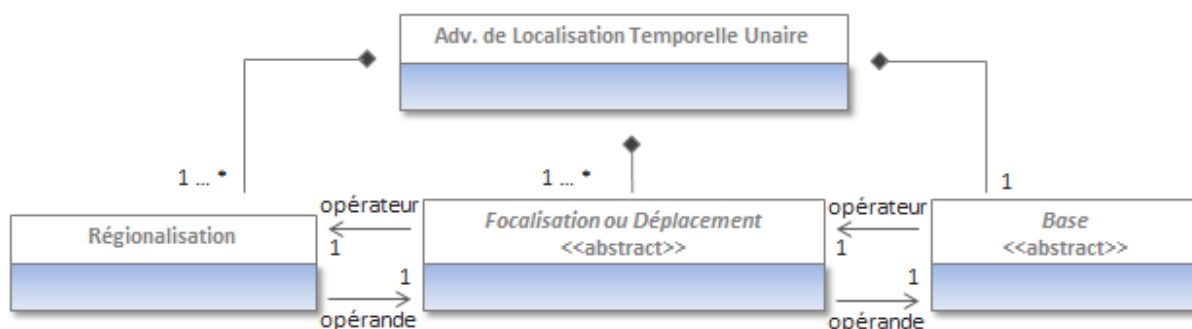 Adv. de Localisation Temporelle Unaire
1 ... *
1 ... *
1
opérateur
opérateur
Régionalisation
1
Focalisation ou Déplacement
<<abstract>>
1
Base
<<abstract>>
1
1
opérande
opérande